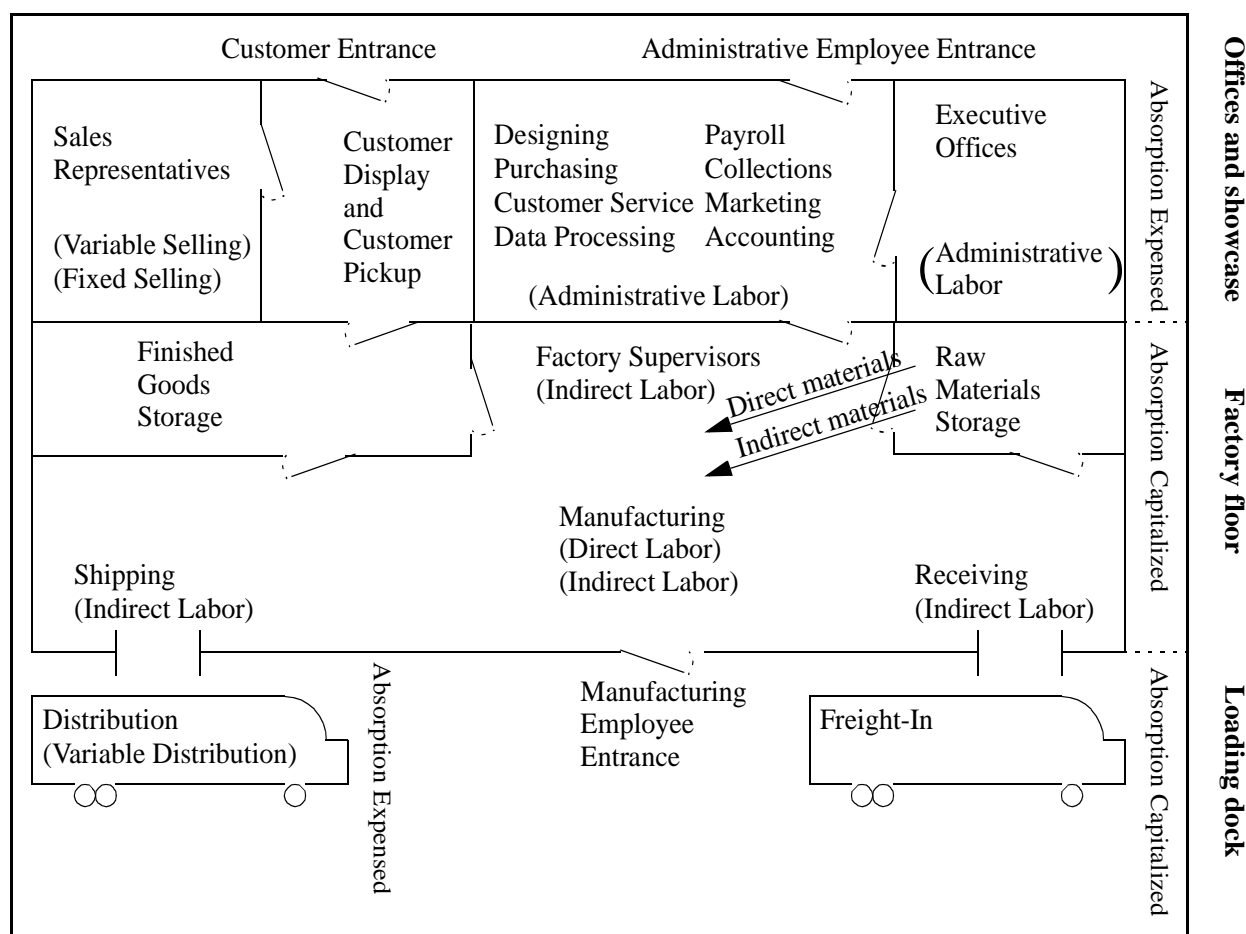 Customer Entrance
Administrative Employee Entrance
Sales
Representatives
(Variable Selling)
(Fixed Selling)
Customer
Display
and
Customer
Pickup
Designing
Purchasing
Customer Service
Data Processing
Payroll
Collections
Marketing
Accounting
(Administrative Labor)
Executive
Offices
(Administrative
Labor)
Absorption Expensed
Offices and showcase
Finished
Goods
Storage
Factory Supervisors
(Indirect Labor)
Direct materials
Indirect materials
Raw
Materials
Storage
Manufacturing
(Direct Labor)
(Indirect Labor)
Shipping
(Indirect Labor)
Receiving
(Indirect Labor)
Absorption Capitalized
Factory floor
Distribution
(Variable Distribution)
Absorption Expensed
Manufacturing
Employee
Entrance
Freight-In
Absorption Capitalized
Loading dock